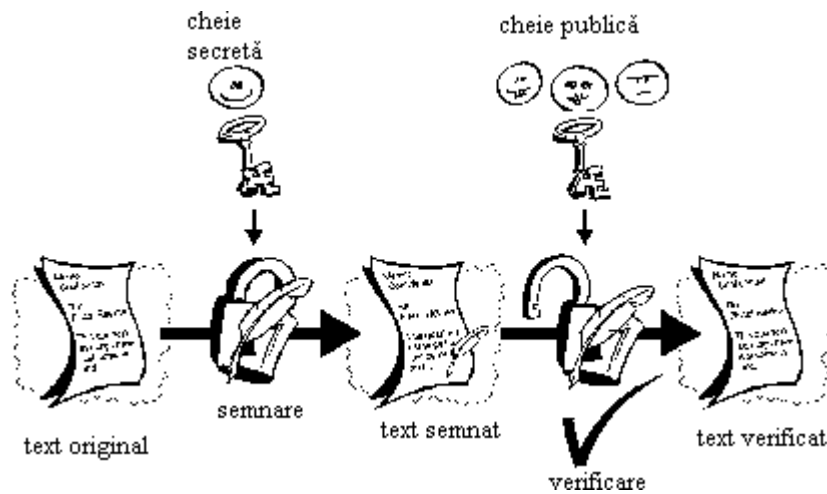 cheie
secretă
cheie publică
semnare
text original
text semnat
text verificat
verificare